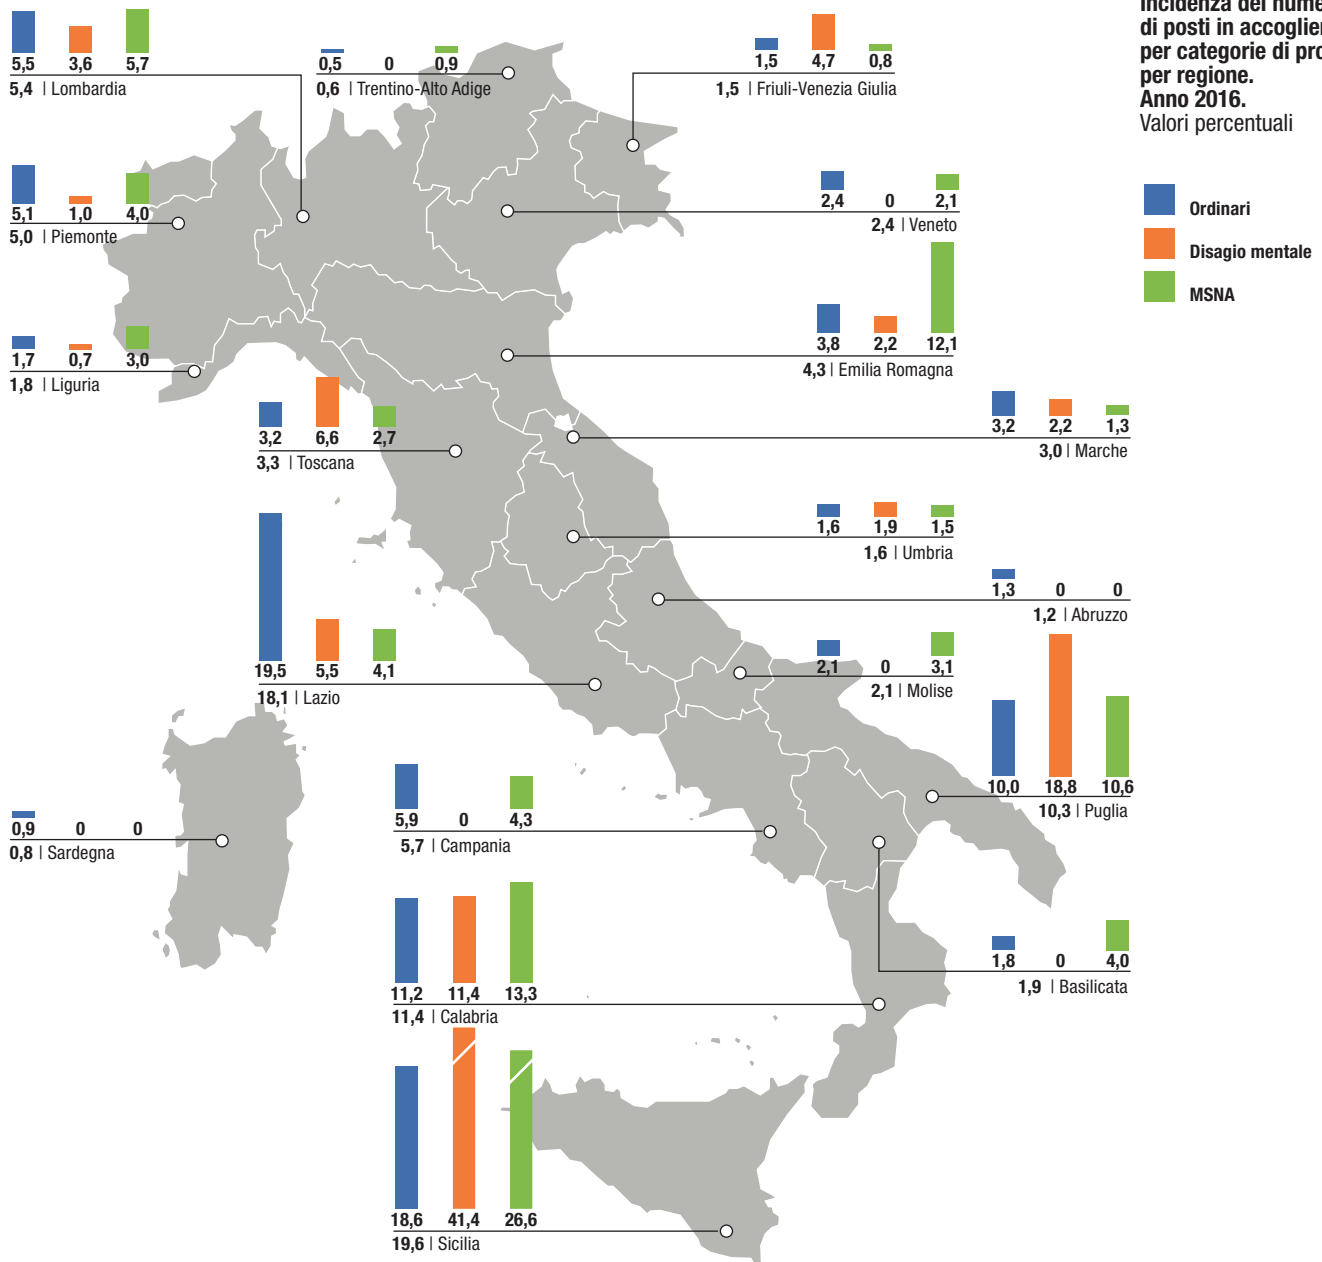 Incidenza del nume
di posti in accoglien
per categorie di pro
per regione.
Anno 2016.
Valori percentuali
Ordinari
Disagio mentale
MSNA
5,5 3,6 5,7
5,4 | Lombardia
0,5 0 0,9
0,6 | Trentino-Alto Adige
1,5 4,7 0,8
1,5 | Friuli-Venezia Giulia
5,1 1,0 4,0
5,0 | Piemonte
2,4 0 2,1
2,4 | Veneto
3,8 2,2 12,1
4,3 | Emilia Romagna
1,7 0,7 3,0
1,8 | Liguria
3,2 6,6 2,7
3,3 | Toscana
3,2 2,2 1,3
3,0 | Marche
1,6 1,9 1,5
1,6 | Umbria
1,3 0 0
1,2 | Abruzzo
19,5 5,5 4,1
18,1 | Lazio
2,1 0 3,1
2,1 | Molise
10,0 18,8 10,6
10,3 | Puglia
0,9 0 0
0,8 | Sardegna
5,9 0 4,3
5,7 | Campania
1,8 0 4,0
1,9 | Basilicata
11,2 11,4 13,3
11,4 | Calabria
18,6 41,4 26,6
19,6 | Sicilia